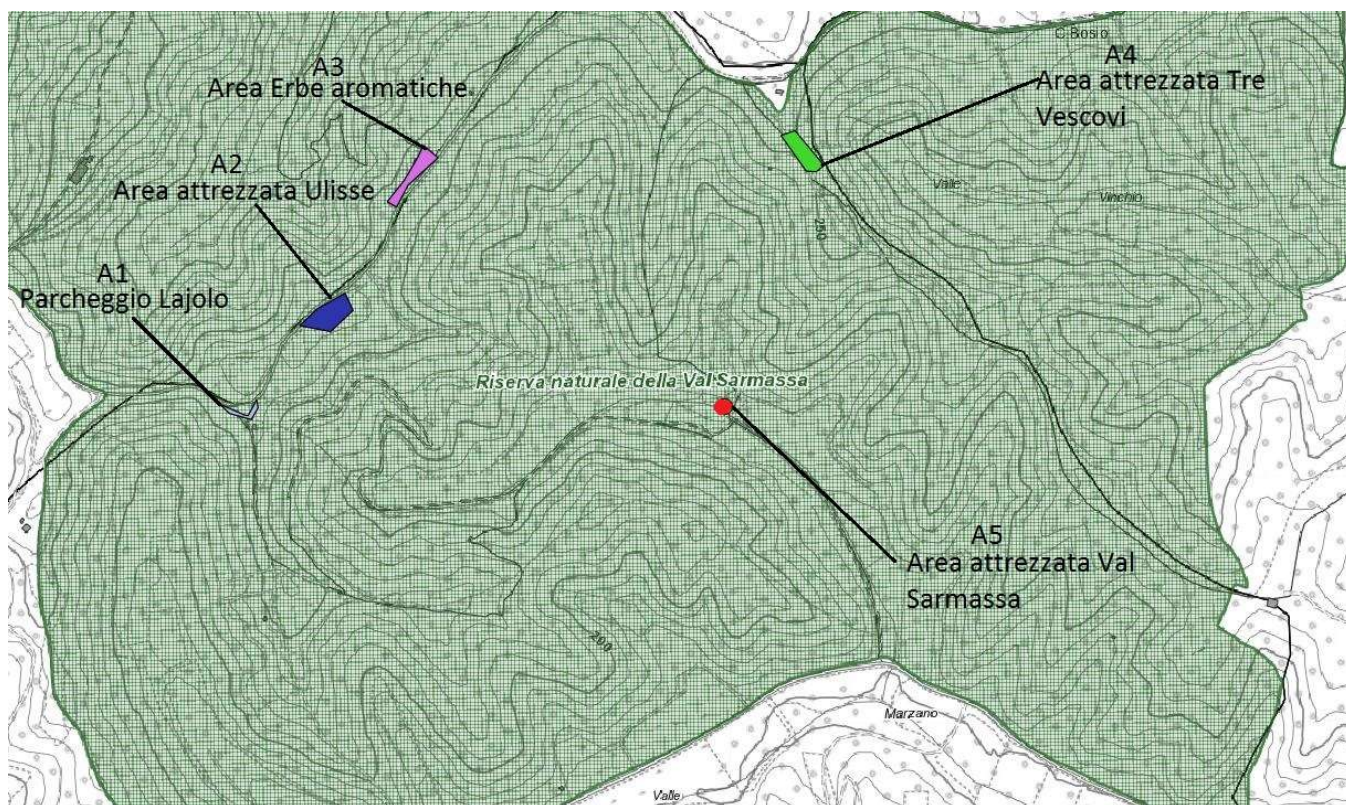 C Bosio
A3
Area Erbe aromatiche
A4
Area attrezzata Tre
Vescovi
A2
Area attrezzata Ulisse
Valle
Vinchio
250
A1
Parcheggio Lajolo
Riserva naturale della Val Sarmassa
A5
Area attrezzata Val
Sarmassa
200
Marzano
Valle